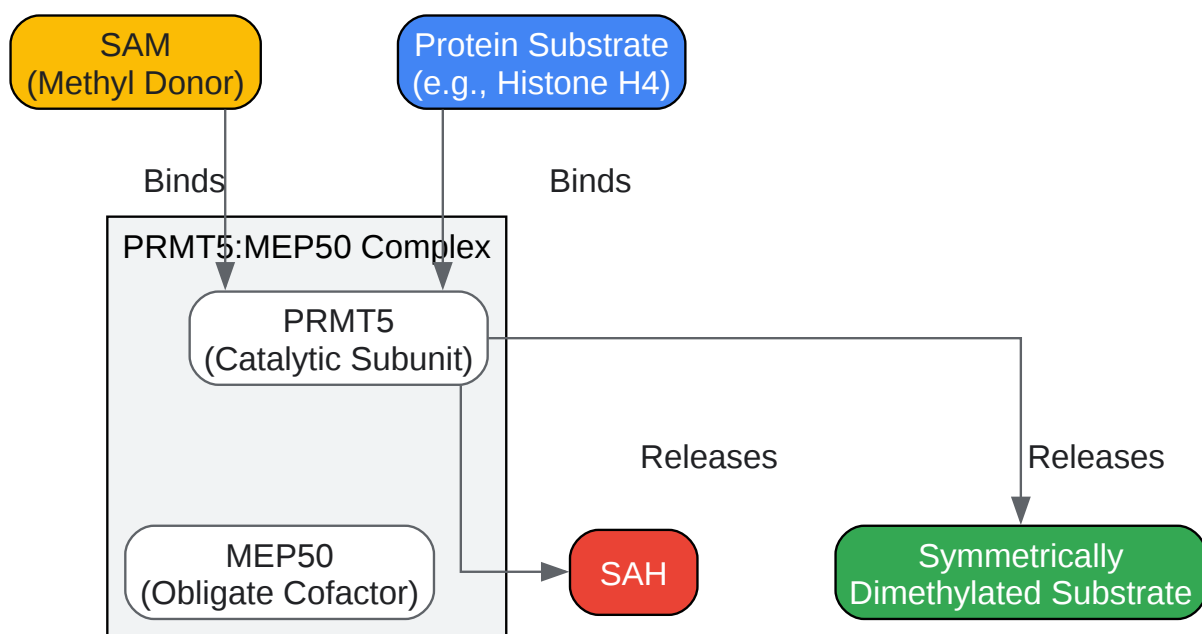 SAM
(Methyl Donor)
Protein Substrate
(e.g., Histone H4)
Binds
Binds
PRMT5:MEP50 Complex
PRMT5
(Catalytic Subunit)
Releases
Releases
MEP50
(Obligate Cofactor)
SAH
Symmetrically
Dimethylated Substrate